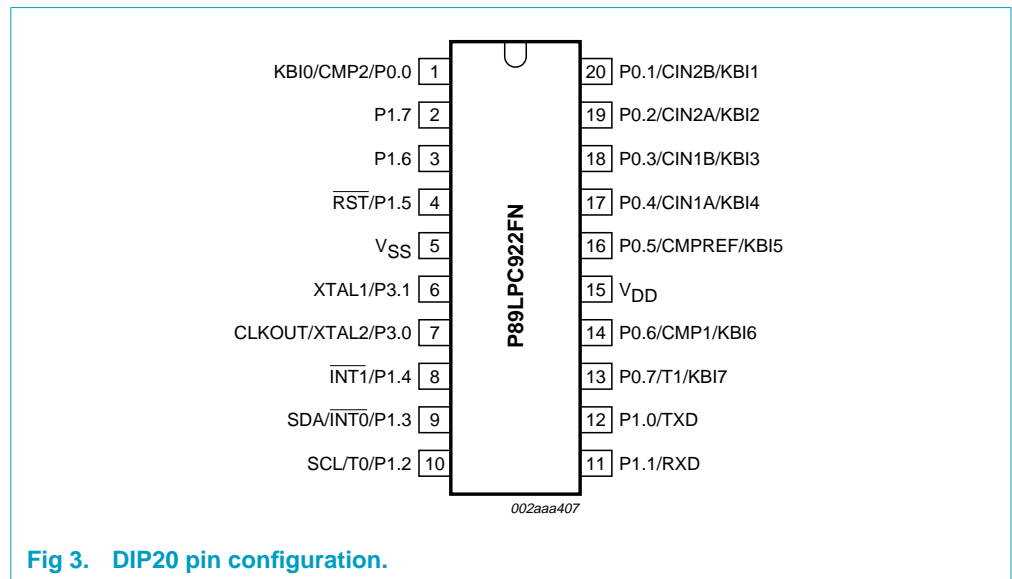 KBI0/CMP2/P0.0 1 20 P0.1/CIN2B/KBI1
P1.7 2 19 P0.2/CIN2A/KBI2
P1.6 3 18 P0.3/CIN1B/KBI3
R̅S̅T̅/P1.5 4 17 P0.4/CIN1A/KBI4
VSS 5 16 P0.5/CMPREF/KBI5
XTAL1/P3.1 6 15 VDD
CLKOUT/XTAL2/P3.0 7 14 P0.6/CMP1/KBI6
I̅N̅T̅1̅/P1.4 8 13 P0.7/T1/KBI7
SDA/I̅N̅T̅0̅/P1.3 9 12 P1.0/TXD
SCL/T0/P1.2 10 11 P1.1/RXD
P89LPC922FN
002aaa407
Fig 3. DIP20 pin configuration.